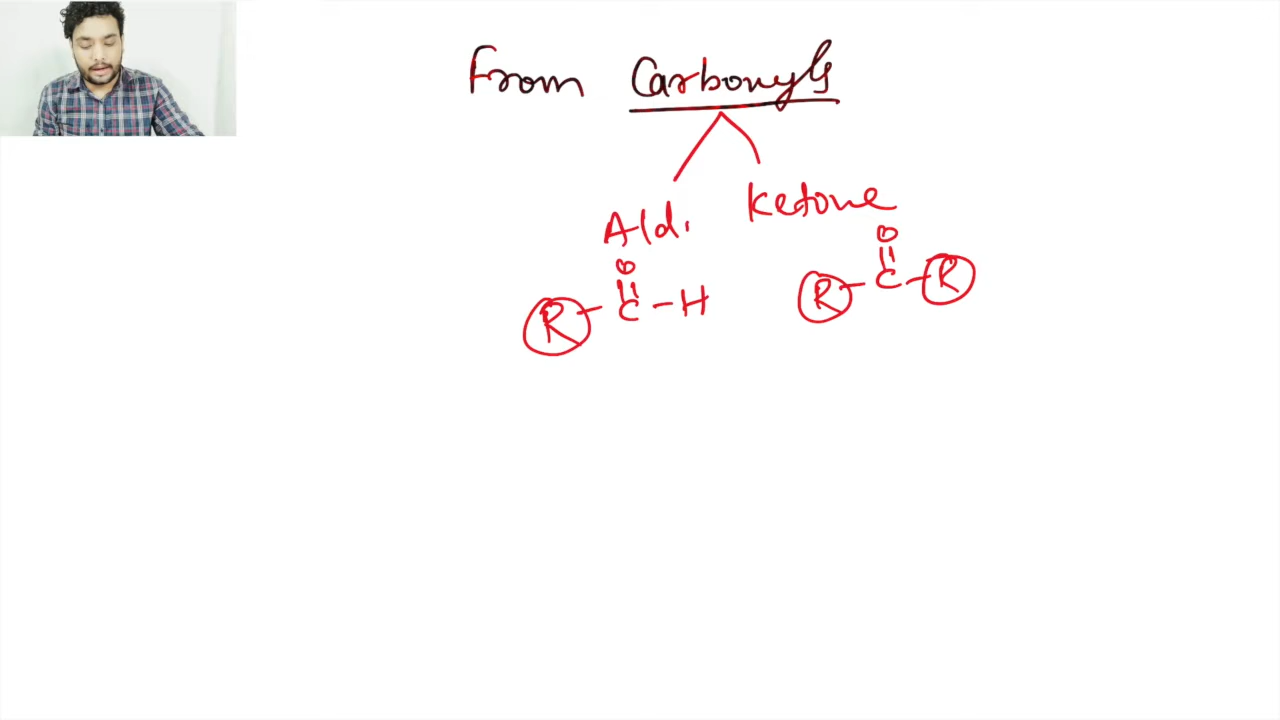 From Carbonyls
Ald. Ketone
O
R-C-H
O
R-C-R